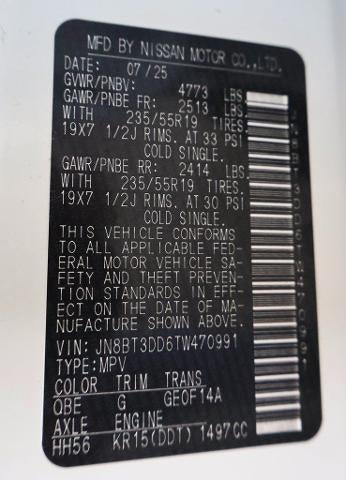 MFD BY NISSAN MOTOR CO.,LTD.
DATE: 07/25
GVWR/PNBV: 4773 LBS.
GAWR/PNBE FR: 2513 LBS.
WITH 235/55R19 TIRES.
19X7 1/2J RIMS. AT 33 PSI
COLD SINGLE.
GAWR/PNBE RR: 2414 LBS.
WITH 235/55R19 TIRES.
19X7 1/2J RIMS. AT 30 PSI
COLD SINGLE.
THIS VEHICLE CONFORMS
TO ALL APPLICABLE FED-
ERAL MOTOR VEHICLE SA-
FETY AND THEFT PREVEN-
TION STANDARDS IN EFF-
ECT ON THE DATE OF MA-
NUFACTURE SHOWN ABOVE.
VIN: JN8BT3DD6TW470991
TYPE:MPV
COLOR TRIM TRANS
QBE G GE0F14A
AXLE ENGINE
HH56 KR15(DDT) 1497CC